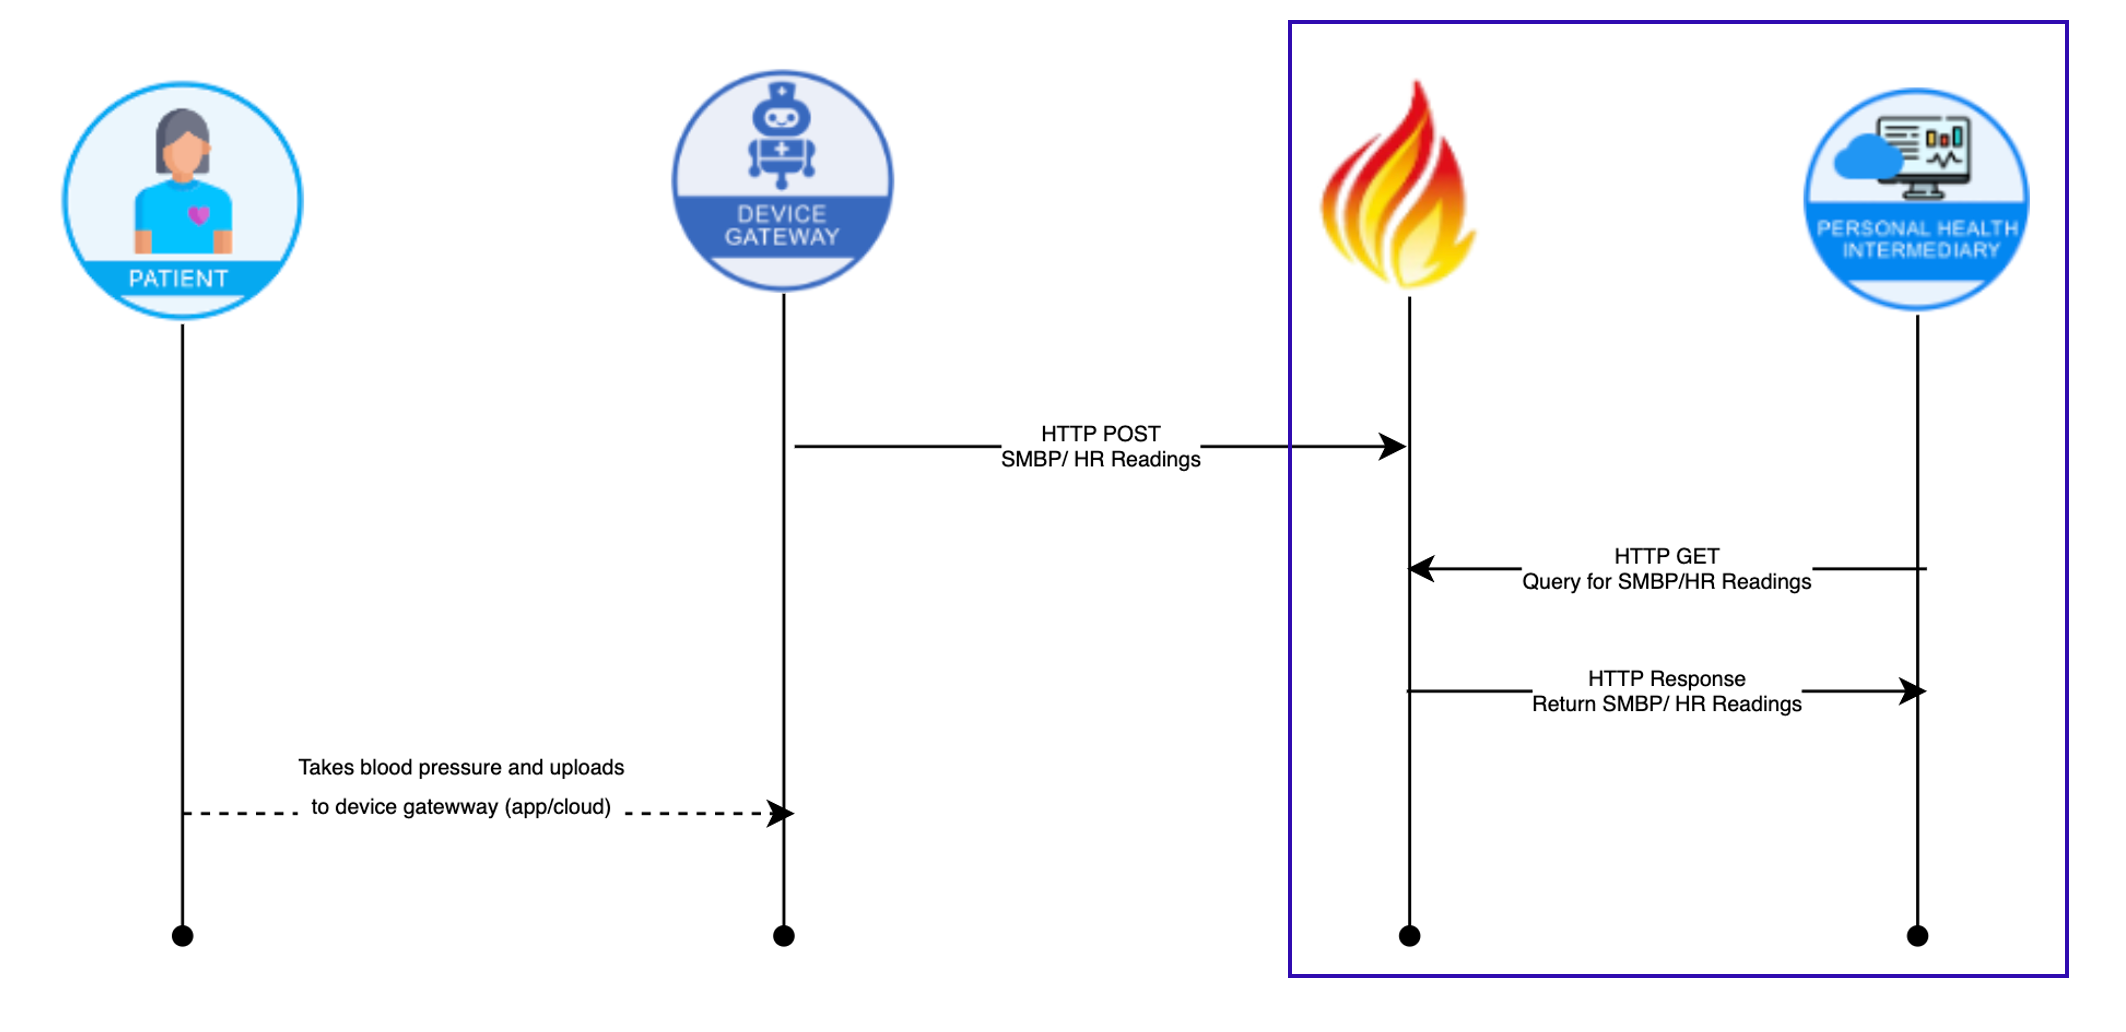 PATIENT
DEVICE
GATEWAY
PERSONAL HEALTH
INTERMEDIARY
HTTP POST
SMBP/ HR Readings
HTTP GET
Query for SMBP/HR Readings
HTTP Response
Return SMBP/ HR Readings
Takes blood pressure and uploads
to device gatewway (app/cloud)